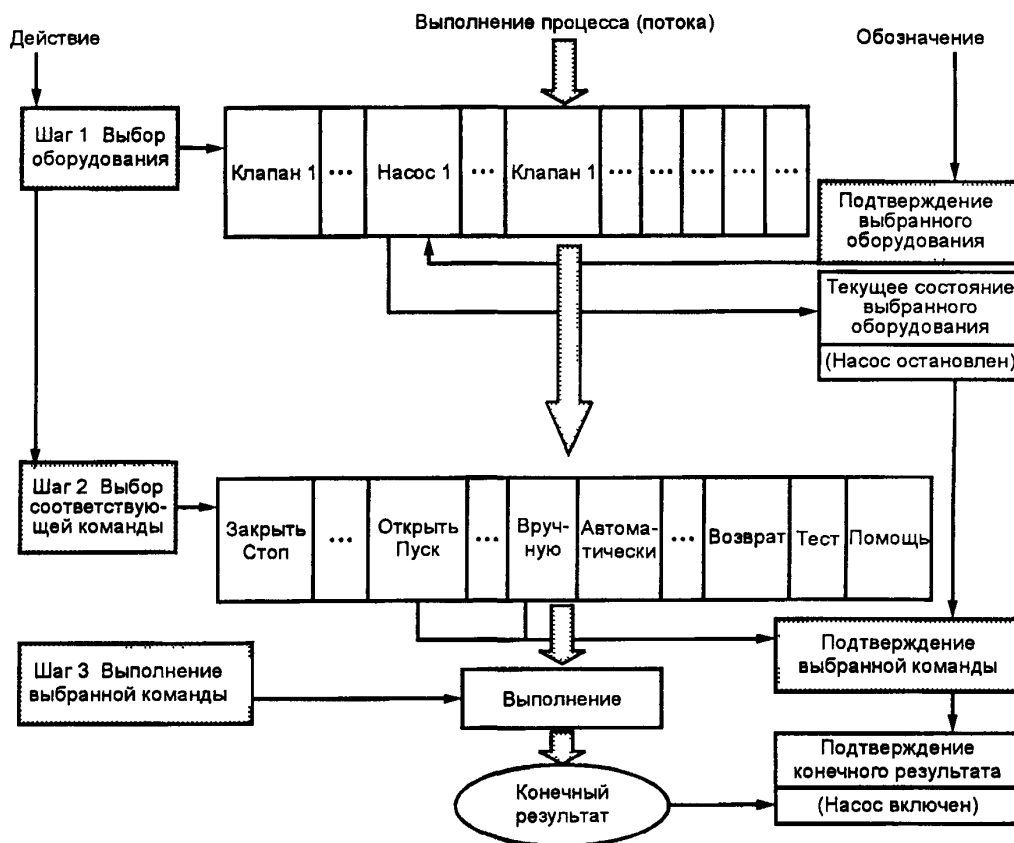 Действие
Выполнение процесса (потока)
Обозначение
Шаг 1 Выбор
оборудования
Клапан 1
...
Насос 1
...
Клапан 1
...
...
...
...
...
Подтверждение
выбранного
оборудования
Текущее состояние
выбранного
оборудования
(Насос остановлен)
Шаг 2 Выбор
соответствую-
щей команды
Закрыть
Стоп
...
Открыть
Пуск
...
Вруч-
ную
Автома-
тически
...
Возврат
Тест
Помощь
Шаг 3 Выполнение
выбранной команды
Выполнение
Подтверждение
выбранной команды
Конечный
результат
Подтверждение
конечного результата
(Насос включен)